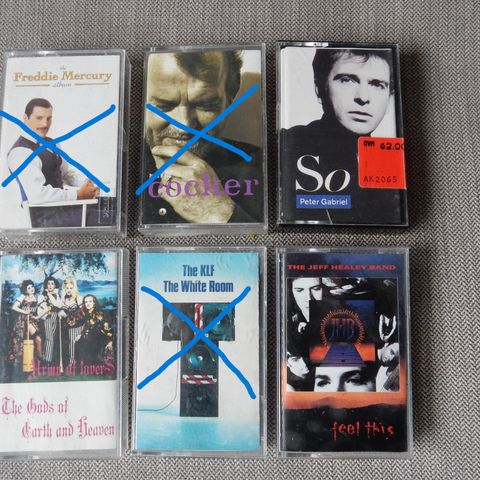 the
Freddie Mercury
album
cocker
So
Peter Gabriel
62.00
AK2065
Army of loverS
The Gods of
Earth and Heaven
The KLF
The White Room
THE JEFF HEALEY BAND
JHB
feel this